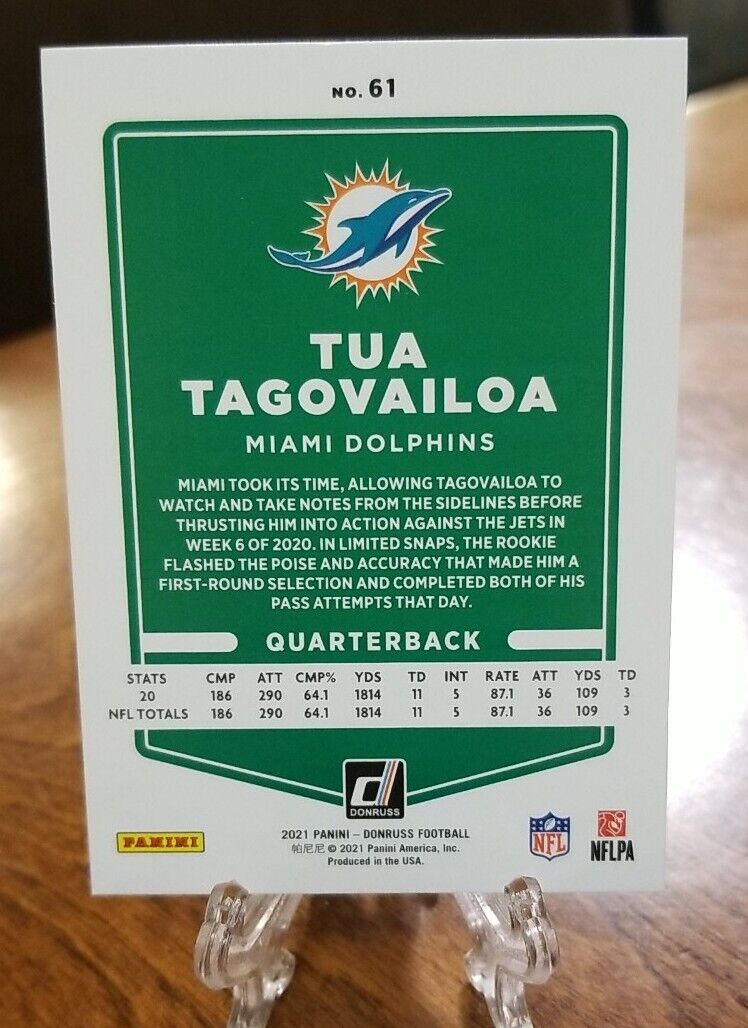 NO. 61
TUA
TAGOVAILOA
MIAMI DOLPHINS
MIAMI TOOK ITS TIME, ALLOWING TAGOVAILOA TO
WATCH AND TAKE NOTES FROM THE SIDELINES BEFORE
THRUSTING HIM INTO ACTION AGAINST THE JETS IN
WEEK 6 OF 2020. IN LIMITED SNAPS, THE ROOKIE
FLASHED THE POISE AND ACCURACY THAT MADE HIM A
FIRST-ROUND SELECTION AND COMPLETED BOTH OF HIS
PASS ATTEMPTS THAT DAY.
QUARTERBACK
STATS CMP ATT CMP% YDS TD INT RATE ATT YDS TD
20 186 290 64.1 1814 11 5 87.1 36 109 3
NFL TOTALS 186 290 64.1 1814 11 5 87.1 36 109 3
d
DONRUSS
2021 PANINI – DONRUSS FOOTBALL
帕尼尼 © 2021 Panini America, Inc.
Produced in the USA.
PANINI
NFL
NFLPA